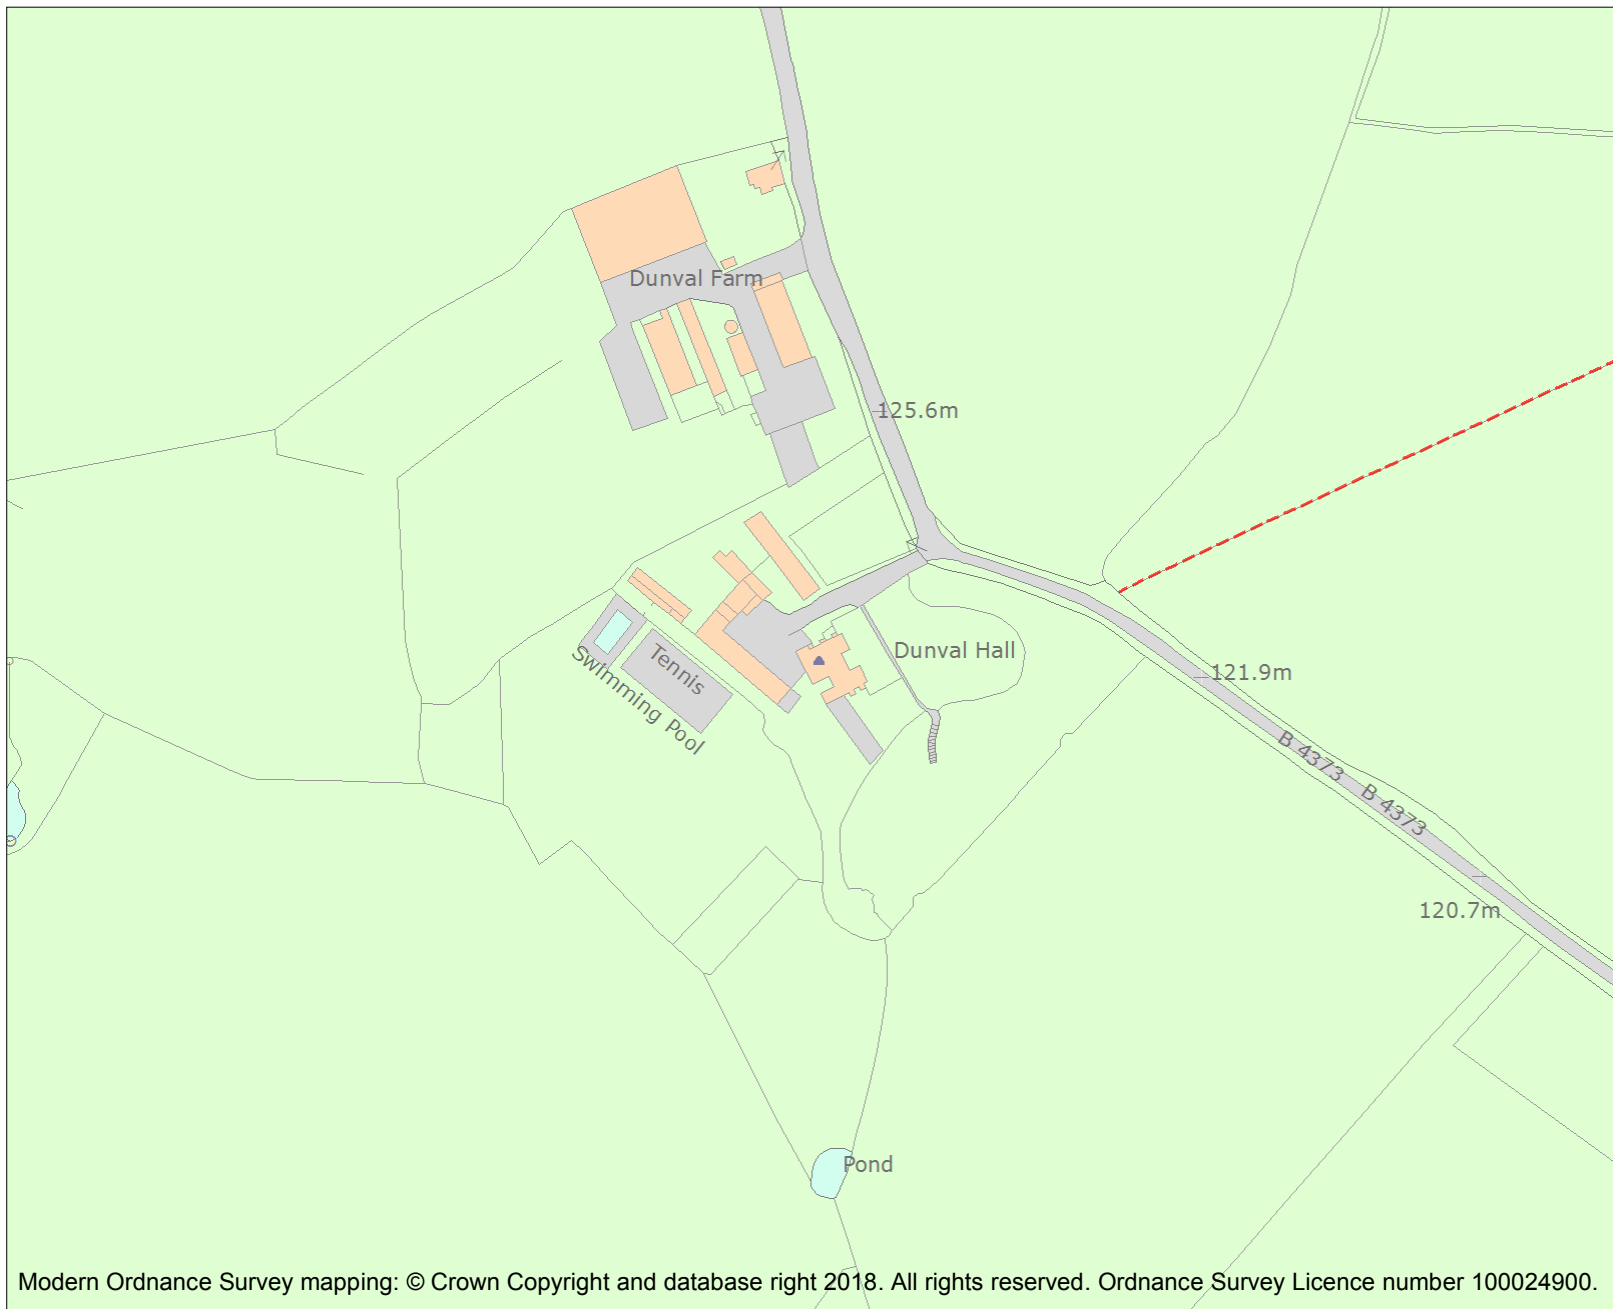 Dunval Farm
125.6m
Dunval Hall
Tennis
Swimming Pool
121.9m
B 4373
B 4373
120.7m
Pond
Modern Ordnance Survey mapping: © Crown Copyright and database right 2018. All rights reserved. Ordnance Survey Licence number 100024900.